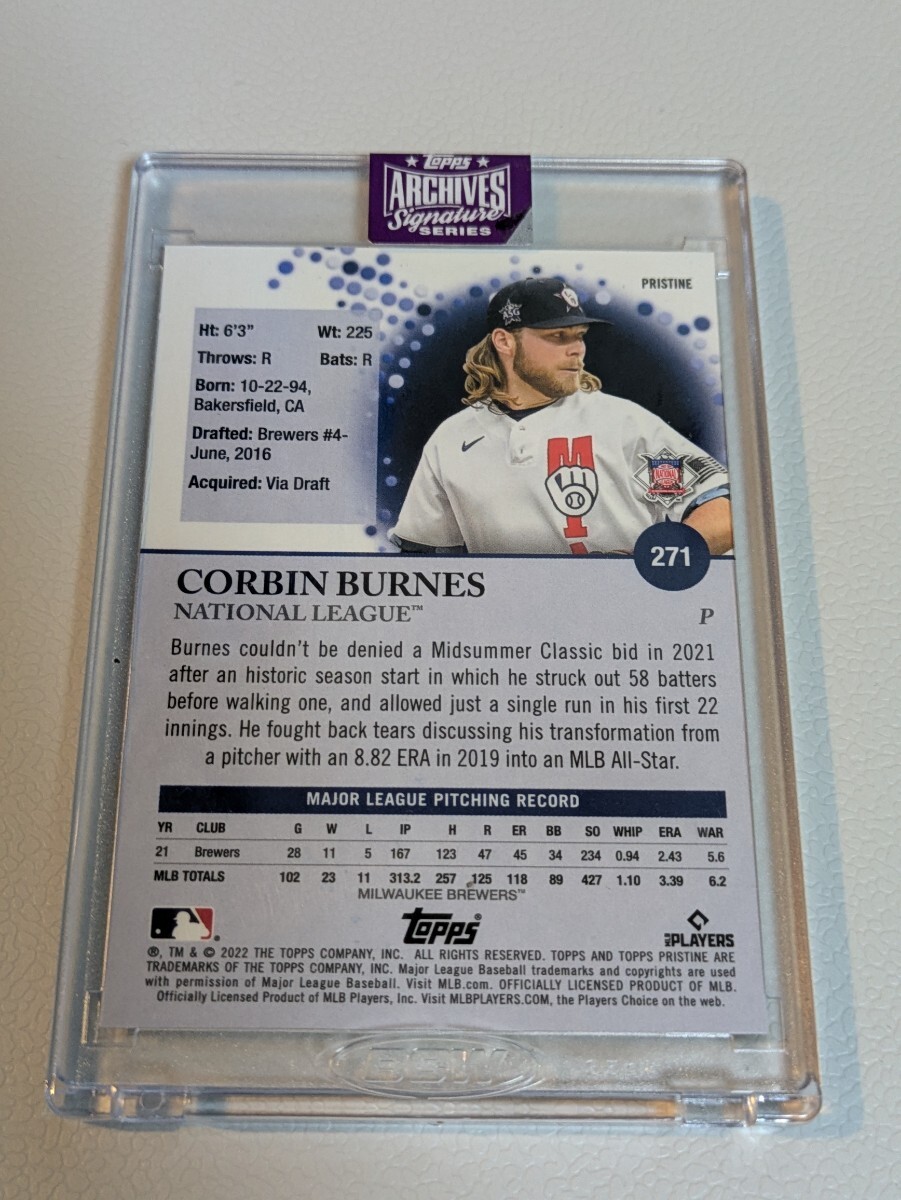 Topps
ARCHIVES
Signature
SERIES
PRISTINE
Ht: 6'3" Wt: 225
Throws: R Bats: R
Born: 10-22-94,
Bakersfield, CA
Drafted: Brewers #4-
June, 2016
Acquired: Via Draft
ASG
271
CORBIN BURNES
NATIONAL LEAGUE™
P
Burnes couldn't be denied a Midsummer Classic bid in 2021
after an historic season start in which he struck out 58 batters
before walking one, and allowed just a single run in his first 22
innings. He fought back tears discussing his transformation from
a pitcher with an 8.82 ERA in 2019 into an MLB All-Star.
MAJOR LEAGUE PITCHING RECORD
YR CLUB G W L IP H R ER BB SO WHIP ERA WAR
21 Brewers 28 11 5 167 123 47 45 34 234 0.94 2.43 5.6
MLB TOTALS 102 23 11 313.2 257 125 118 89 427 1.10 3.39 6.2
MILWAUKEE BREWERS™
Topps®
MLB PLAYERS
®, TM & © 2022 THE TOPPS COMPANY, INC. ALL RIGHTS RESERVED. TOPPS AND TOPPS PRISTINE ARE
TRADEMARKS OF THE TOPPS COMPANY, INC. Major League Baseball trademarks and copyrights are used
with permission of Major League Baseball. Visit MLB.com. OFFICIALLY LICENSED PRODUCT OF MLB.
Officially Licensed Product of MLB Players, Inc. Visit MLBPLAYERS.COM, the Players Choice on the web.